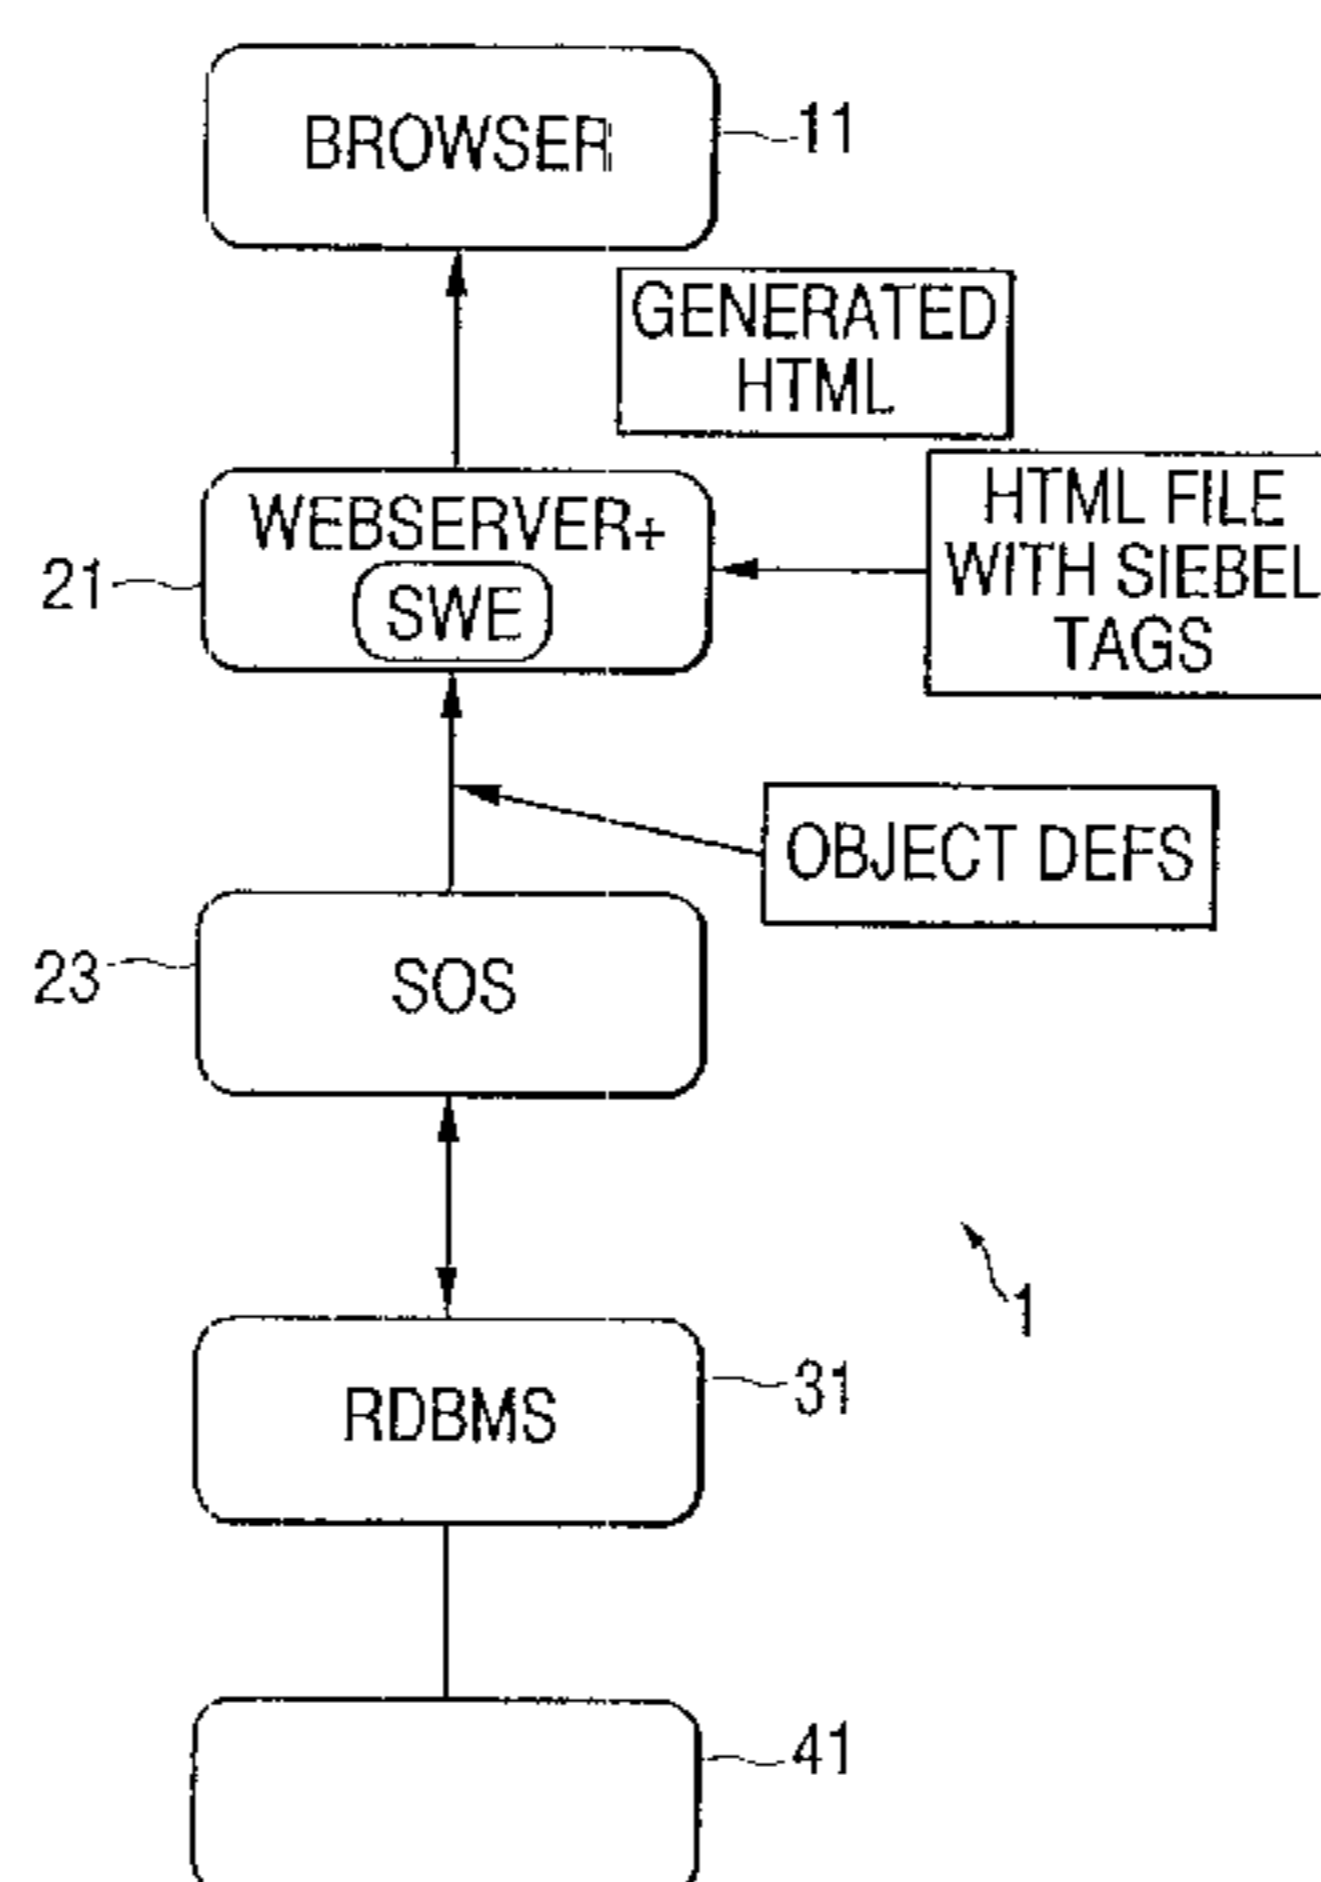 BROWSER
11
GENERATED
HTML
WEBSERVER+
SWE
21
HTML FILE
WITH SIEBEL
TAGS
OBJECT DEFS
23
SOS
1
RDBMS
31
41